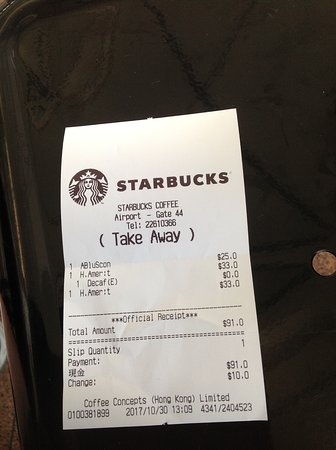 STARBUCKS
STARBUCKS COFFEE
Airport - Gate 44
Tel: 22610366
( Take Away )
1 ABluScon $25.0
1 H.Amer:t $33.0
1 Decaf(E) $0.0
1 H.Amer:t $33.0
***Official Receipt***
Total Amount $91.0
Slip Quantity 1
Payment:
現金 $91.0
Change: $10.0
Coffee Concepts (Hong Kong) Limited
0100381899 2017/10/30 13:09 4341/2404523